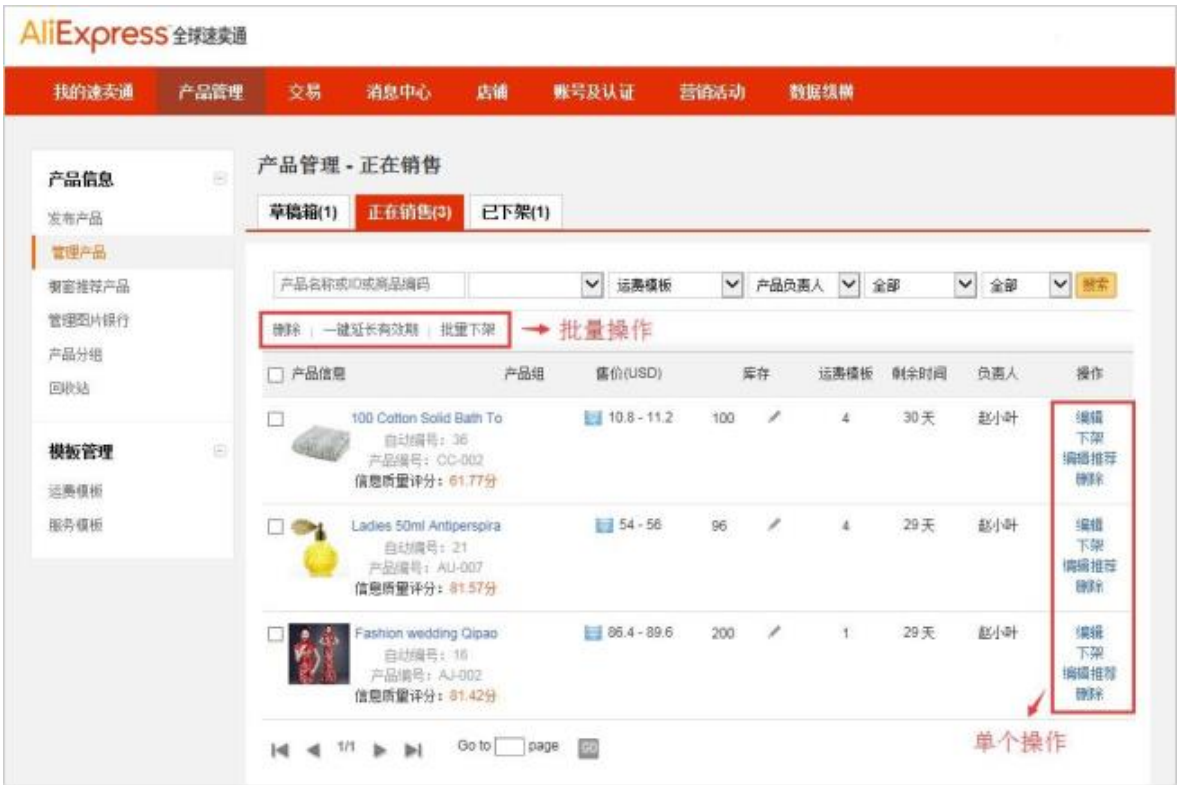 AliExpress 全球速卖通
我的速卖通 产品管理 交易 消息中心 店铺 账号及认证 营销活动 数据纵横
产品管理 - 正在销售
草稿箱(1) 正在销售(3) 已下架(1)
产品信息
发布产品
管理产品
橱窗推荐产品
管理图片银行
产品分组
回收站
模板管理
运费模板
服务模板
产品名称或ID或商品编码 运费模板 产品负责人 全部 全部 搜索
删除 | 一键延长有效期 | 批量下架 批量操作
产品信息 产品组 售价(USD) 库存 运费模板 剩余时间 负责人 操作
100 Cotton Solid Bath To 10.8 - 11.2 100 4 30 天 赵小叶 编辑
自动编号: 36 下架
产品编号: CC-002 编辑推荐
信息质量评分: 61.77分 删除
Ladies 50ml Antiperspira 54 - 56 96 4 29 天 赵小叶 编辑
自动编号: 21 下架
产品编号: AU-007 编辑推荐
信息质量评分: 81.57分 删除
Fashion wedding Qipao 86.4 - 89.6 200 1 29 天 赵小叶 编辑
自动编号: 16 下架
产品编号: AJ-002 编辑推荐
信息质量评分: 81.42分 删除
单个操作
1/1 Go to page GO